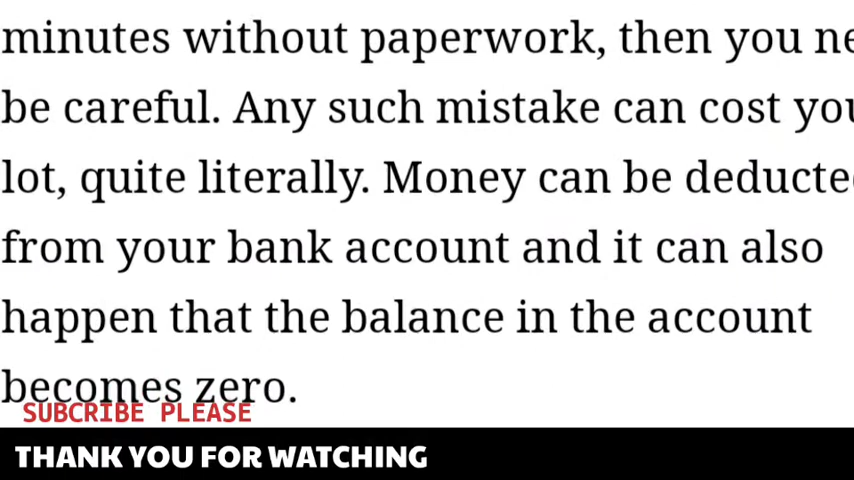 minutes without paperwork, then you ne
be careful. Any such mistake can cost you
lot, quite literally. Money can be deducted
from your bank account and it can also
happen that the balance in the account
becomes zero.
SUBCRIBE PLEASE
THANK YOU FOR WATCHING